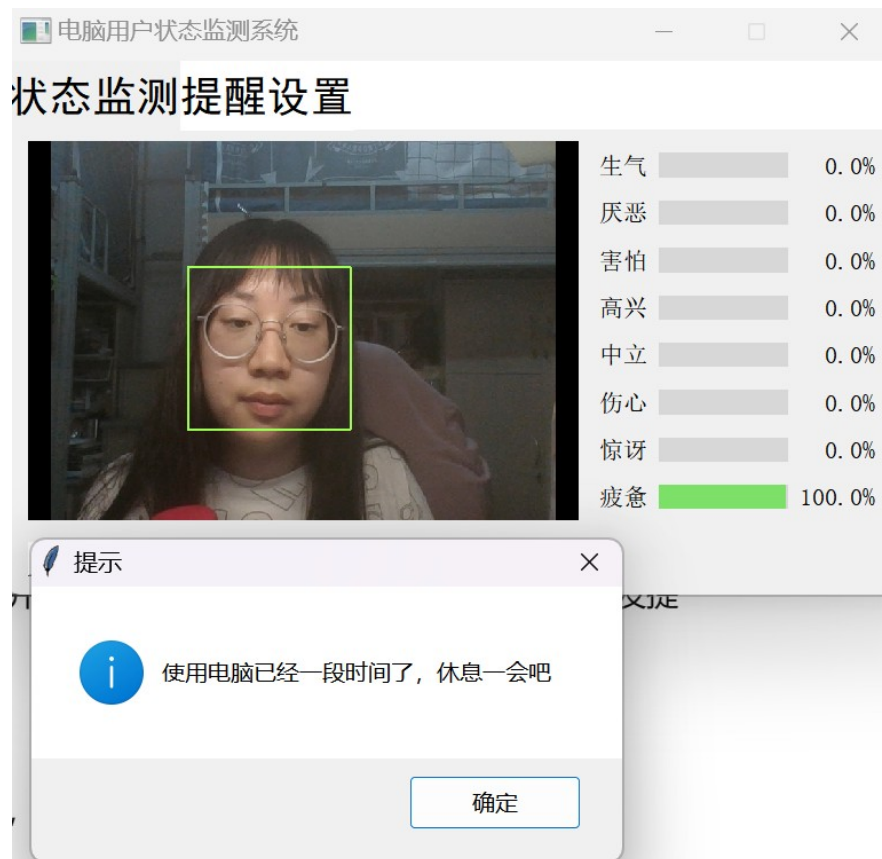 电脑用户状态监测系统
状态监测 提醒设置
生气 0.0%
厌恶 0.0%
害怕 0.0%
高兴 0.0%
中立 0.0%
伤心 0.0%
惊讶 0.0%
疲惫 100.0%
提示
使用电脑已经一段时间了，休息一会吧
确定